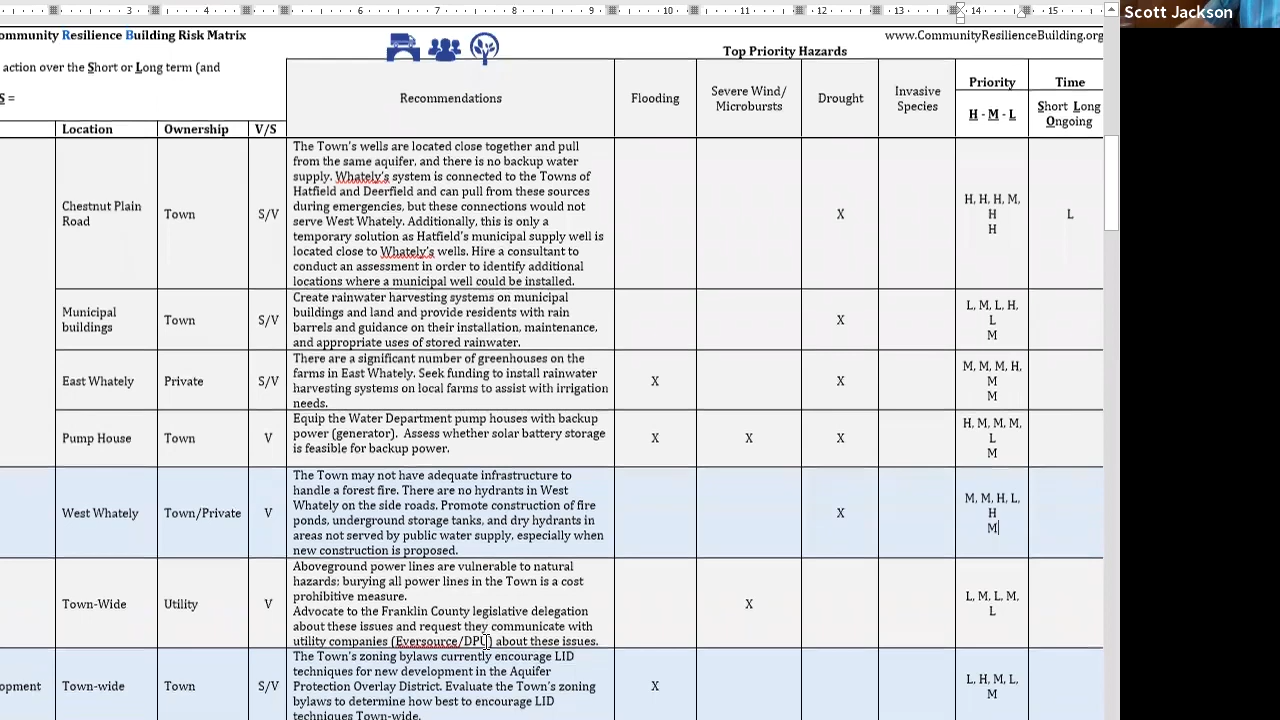 3 4 5 6 7 8 9 10 11 12 13 14 15
Scott Jackson
ommunity Resilience Building Risk Matrix
www.CommunityResilienceBuilding.org
Top Priority Hazards
action over the Short or Long term (and
S =
Recommendations
Flooding
Severe Wind/
Microbursts
Drought
Invasive
Species
Priority
H - M - L
Time
Short Long
Ongoing
Location Ownership V/S
Chestnut Plain
Road
Town
S/V
The Town's wells are located close together and pull
from the same aquifer, and there is no backup water
supply. Whately's system is connected to the Towns of
Hatfield and Deerfield and can pull from these sources
during emergencies, but these connections would not
serve West Whately. Additionally, this is only a
temporary solution as Hatfield's municipal supply well is
located close to Whately's wells. Hire a consultant to
conduct an assessment in order to identify additional
locations where a municipal well could be installed.
X
H, H, H, M,
H
H
L
Municipal
buildings
Town
S/V
Create rainwater harvesting systems on municipal
buildings and land and provide residents with rain
barrels and guidance on their installation, maintenance,
and appropriate uses of stored rainwater.
X
L, M, L, H,
L
M
East Whately
Private
S/V
There are a significant number of greenhouses on the
farms in East Whately. Seek funding to install rainwater
harvesting systems on local farms to assist with irrigation
needs.
X
X
M, M, M, H,
M
M
Pump House
Town
V
Equip the Water Department pump houses with backup
power (generator). Assess whether solar battery storage
is feasible for backup power.
X
X
X
H, M, M, M,
L
M
West Whately
Town/Private
V
The Town may not have adequate infrastructure to
handle a forest fire. There are no hydrants in West
Whately on the side roads. Promote construction of fire
ponds, underground storage tanks, and dry hydrants in
areas not served by public water supply, especially when
new construction is proposed.
X
M, M, H, L,
H
M
Town-Wide
Utility
V
Aboveground power lines are vulnerable to natural
hazards; burying all power lines in the Town is a cost
prohibitive measure.
Advocate to the Franklin County legislative delegation
about these issues and request they communicate with
utility companies (Eversource/DPU) about these issues.
X
L, M, L, M,
L
opment
Town-wide
Town
S/V
The Town's zoning bylaws currently encourage LID
techniques for new development in the Aquifer
Protection Overlay District. Evaluate the Town's zoning
bylaws to determine how best to encourage LID
techniques Town-wide.
X
L, H, M, L,
M